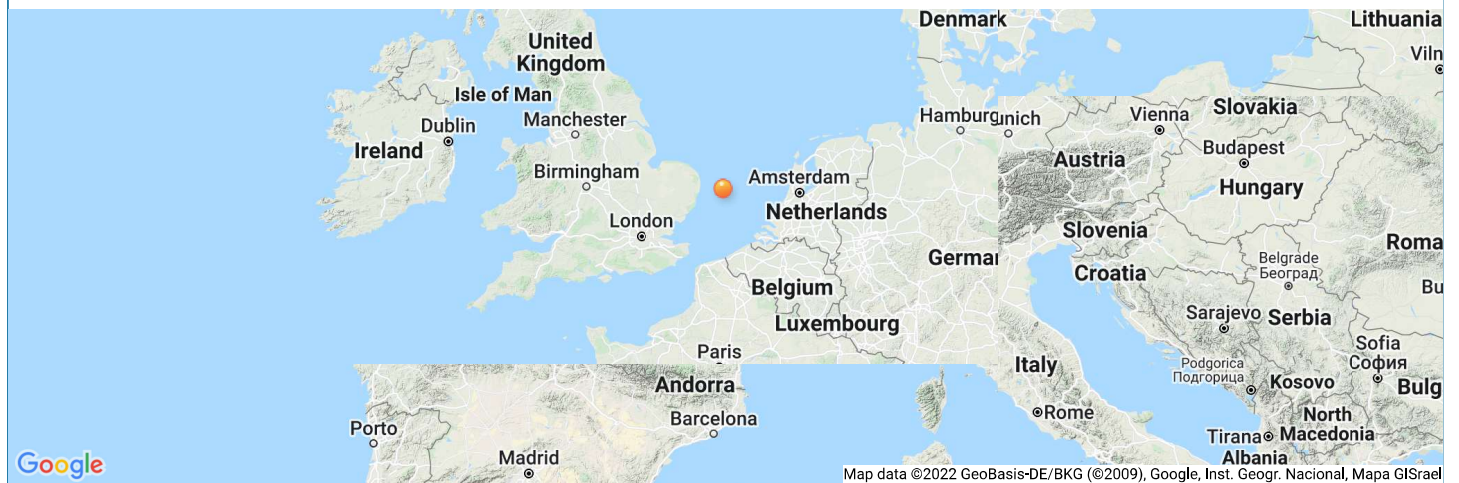 Denmark
Lithuania
United
Kingdom
Viln
Isle of Man
Hamburg
unich
Vienna
Slovakia
Manchester
Dublin
Ireland
Budapest
Austria
Birmingham
Amsterdam
Hungary
Netherlands
London
Slovenia
Roma
Germa
Belgrade
Београд
Croatia
Belgium
Bu
Sarajevo
Serbia
Luxembourg
Sofia
София
Paris
Italy
Podgorica
Подгорица
Kosovo
Bulg
Andorra
Rome
North
Macedonia
Barcelona
Porto
Tirana
Albania
Madrid
Google
Map data ©2022 GeoBasis-DE/BKG (©2009), Google, Inst. Geogr. Nacional, Mapa GISrael